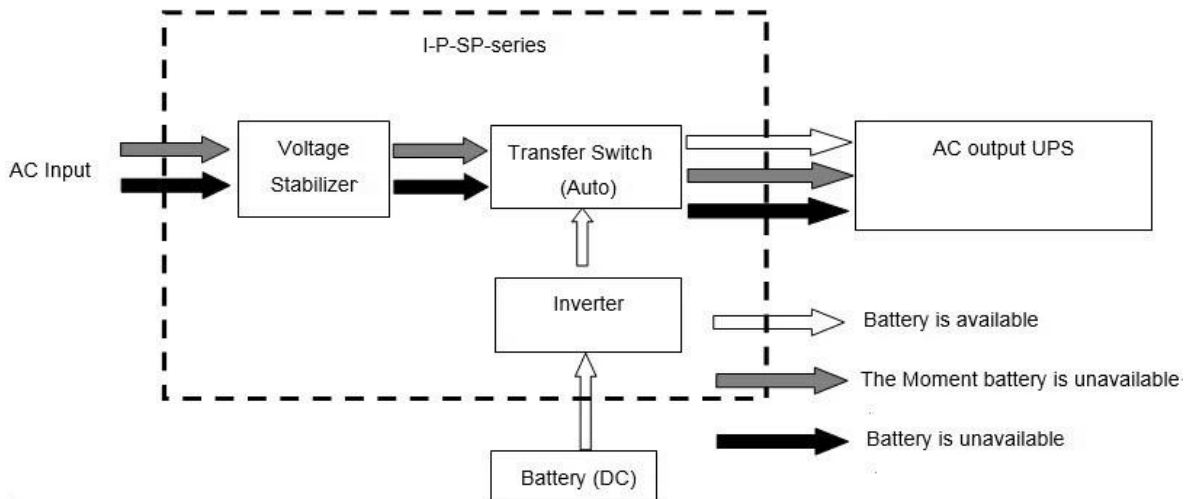 I-P-SP-series
AC Input
Voltage
Stabilizer
Transfer Switch
(Auto)
AC output UPS
Inverter
Battery (DC)
Battery is available
The Moment battery is unavailable
Battery is unavailable